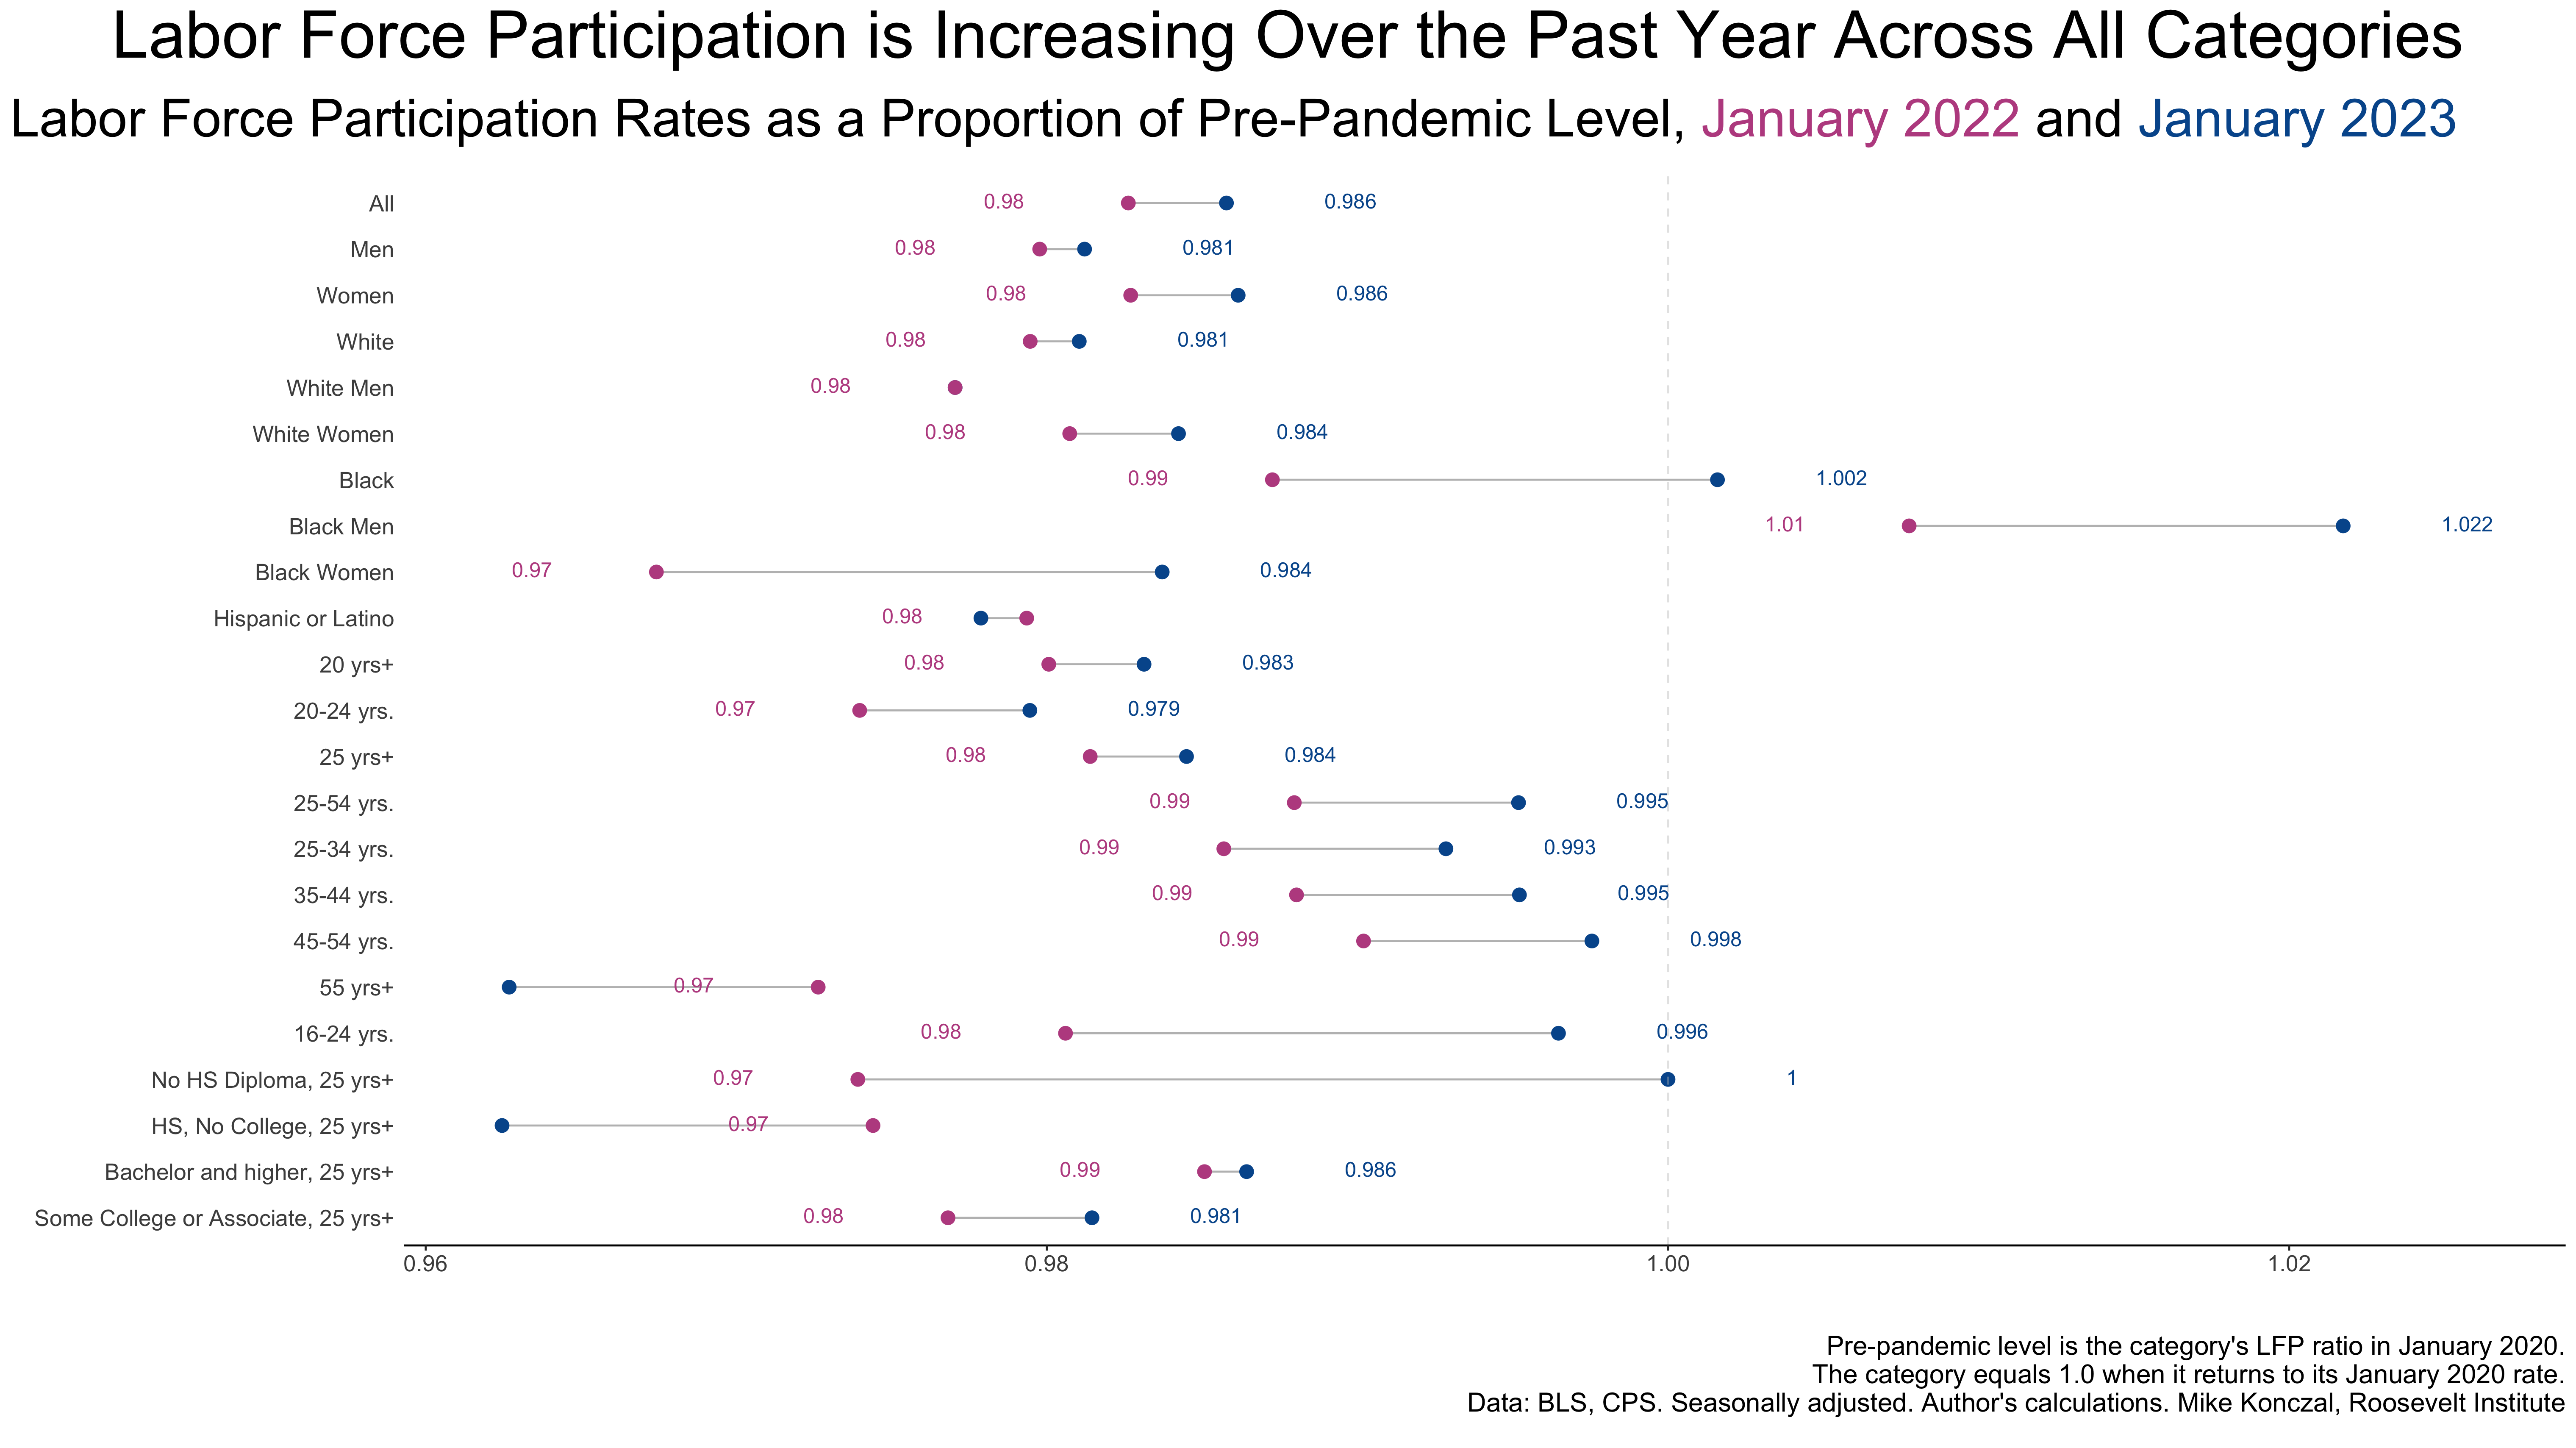 Labor Force Participation is Increasing Over the Past Year Across All Categories
Labor Force Participation Rates as a Proportion of Pre-Pandemic Level, January 2022 and January 2023
All 0.98 0.986
Men 0.98 0.981
Women 0.98 0.986
White 0.98 0.981
White Men 0.98
White Women 0.98 0.984
Black 0.99 1.002
Black Men 1.01 1.022
Black Women 0.97 0.984
Hispanic or Latino 0.98
20 yrs+ 0.98 0.983
20-24 yrs. 0.97 0.979
25 yrs+ 0.98 0.984
25-54 yrs. 0.99 0.995
25-34 yrs. 0.99 0.993
35-44 yrs. 0.99 0.995
45-54 yrs. 0.99 0.998
55 yrs+ 0.97
16-24 yrs. 0.98 0.996
No HS Diploma, 25 yrs+ 0.97 1
HS, No College, 25 yrs+ 0.97
Bachelor and higher, 25 yrs+ 0.99 0.986
Some College or Associate, 25 yrs+ 0.98 0.981
0.96 0.98 1.00 1.02
Pre-pandemic level is the category's LFP ratio in January 2020.
The category equals 1.0 when it returns to its January 2020 rate.
Data: BLS, CPS. Seasonally adjusted. Author's calculations. Mike Konczal, Roosevelt Institute